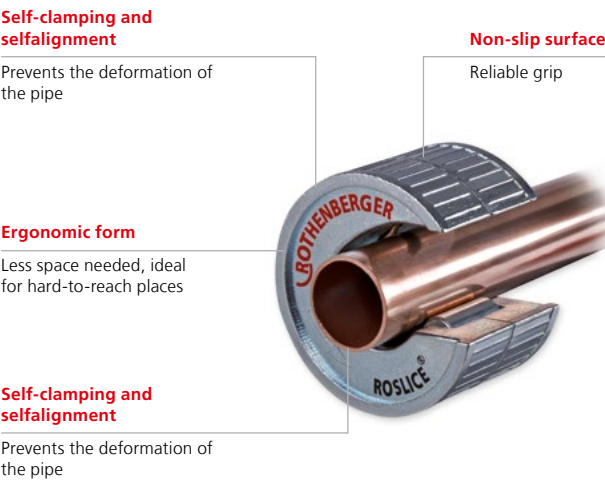 Self-clamping and
selfalignment
Prevents the deformation of
the pipe
Non-slip surface
Reliable grip
Ergonomic form
Less space needed, ideal
for hard-to-reach places
ROTHENBERGER
ROSLICE®
Self-clamping and
selfalignment
Prevents the deformation of
the pipe